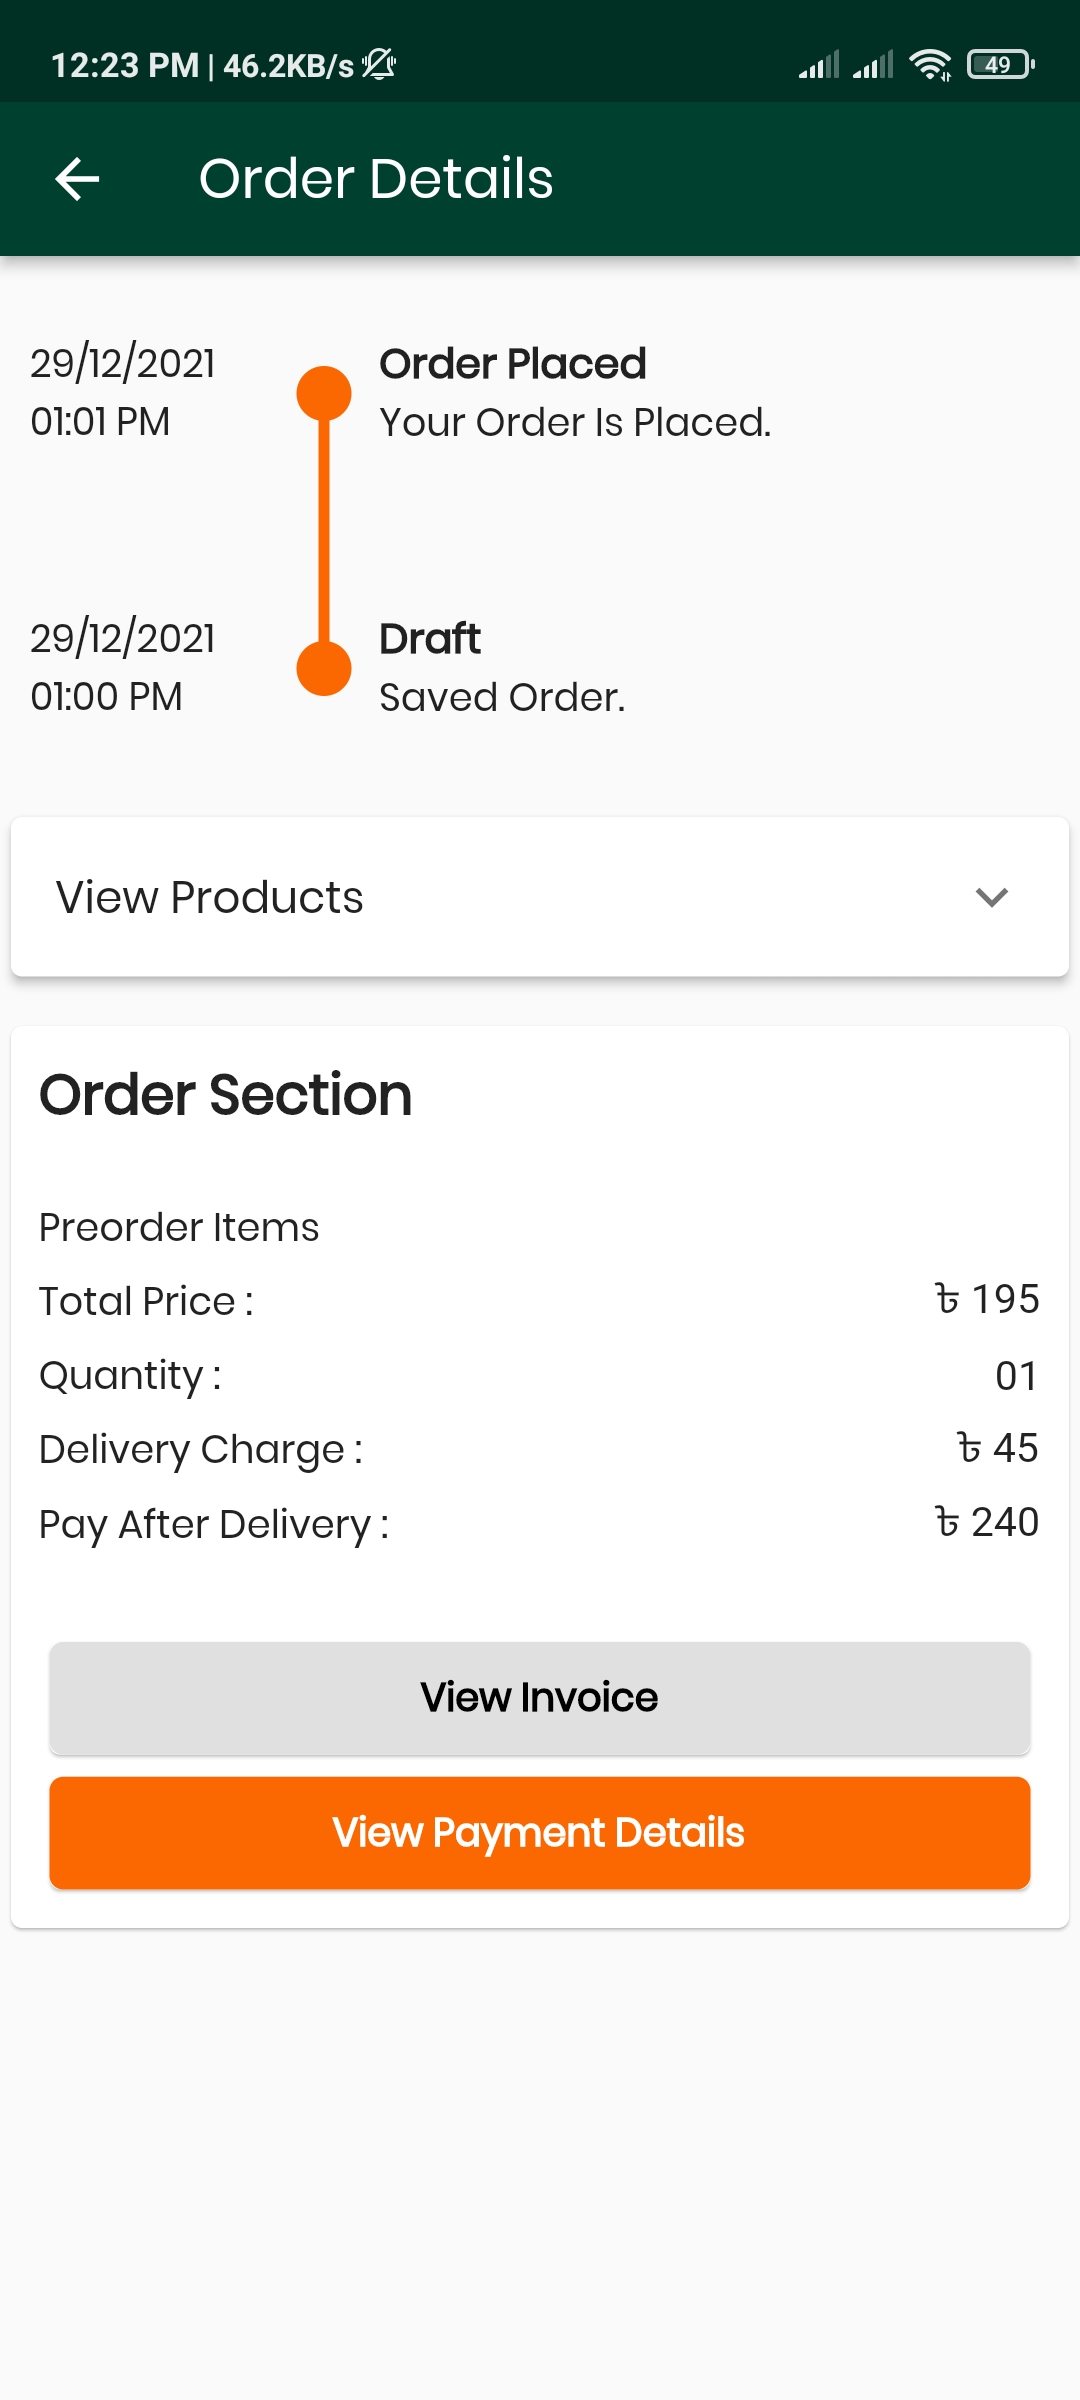 12:23 PM | 46.2KB/s 49
Order Details
29/12/2021 Order Placed
01:01 PM Your Order Is Placed.
29/12/2021 Draft
01:00 PM Saved Order.
View Products
Order Section
Preorder Items
Total Price : ৳ 195
Quantity : 01
Delivery Charge : ৳ 45
Pay After Delivery : ৳ 240
View Invoice
View Payment Details